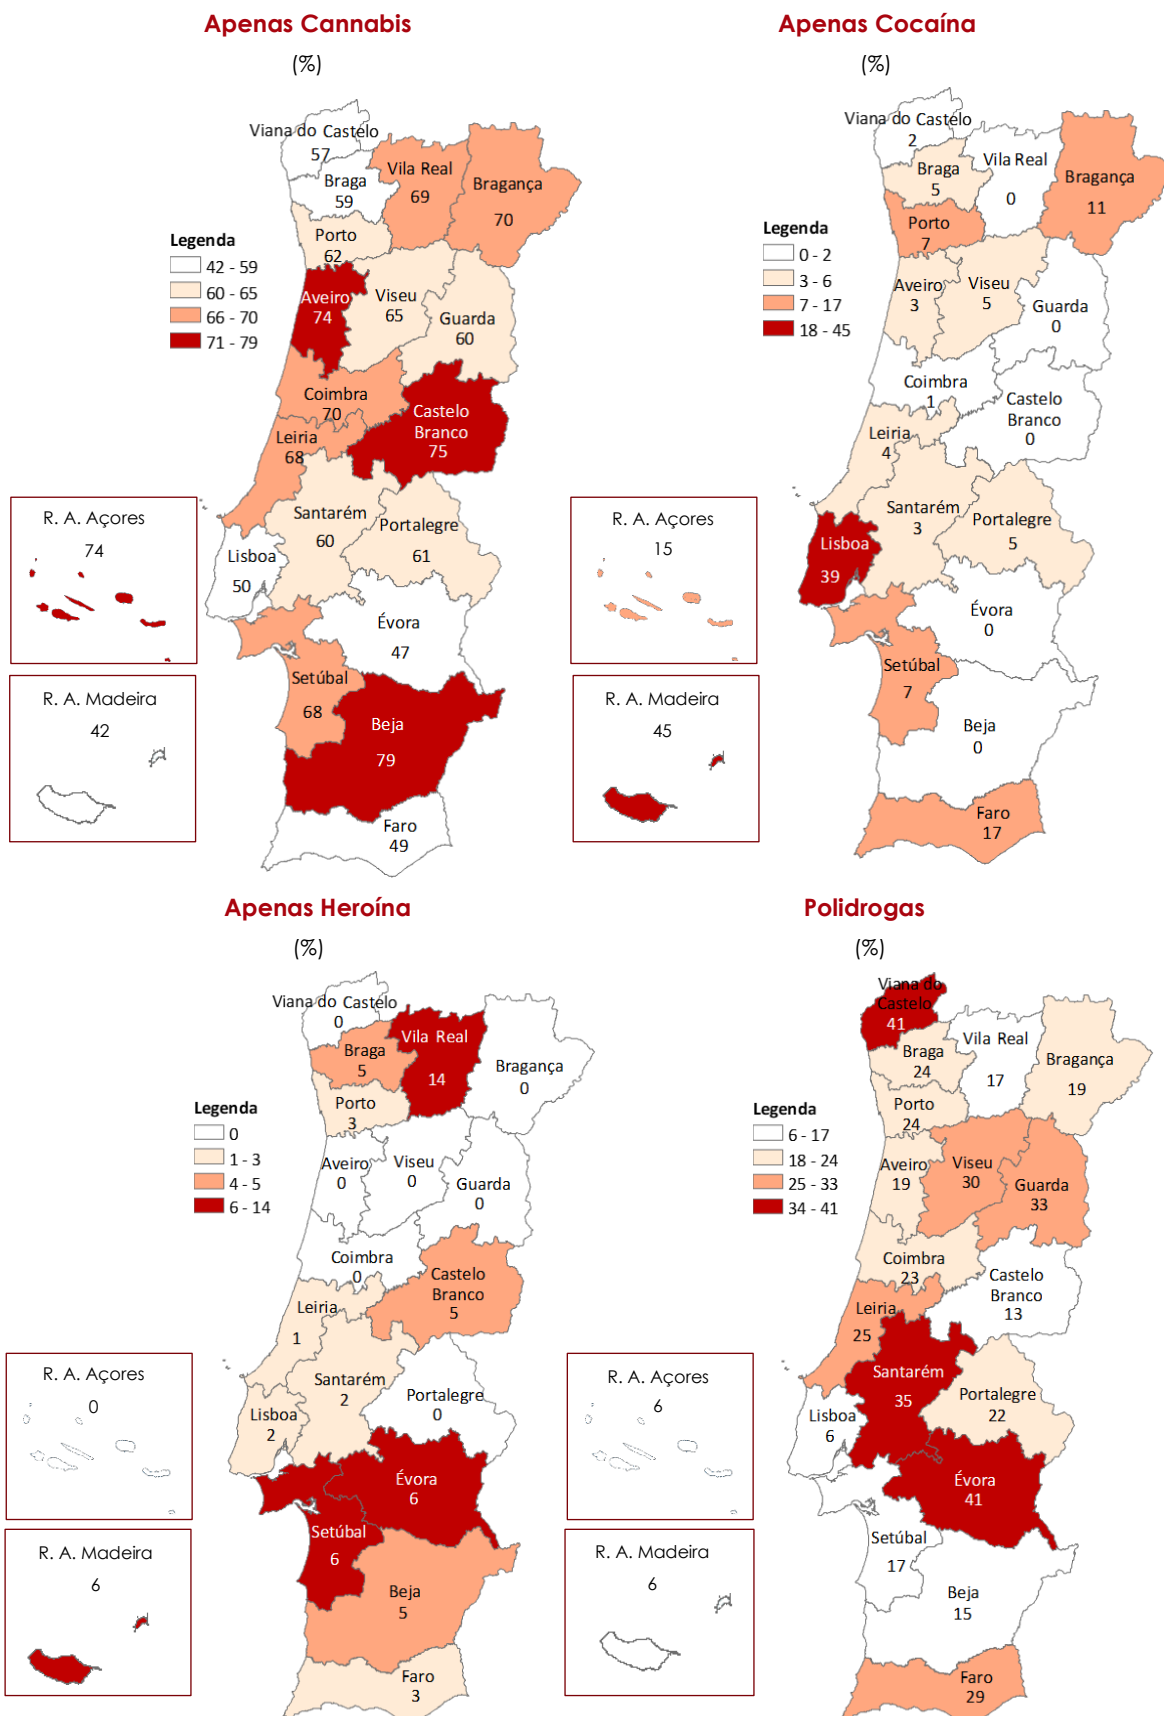 Apenas Cannabis
(%)
Viana do Castelo
57
Braga
59
Vila Real
69
Bragança
70
Porto
62
Legenda
42 - 59
60 - 65
66 - 70
71 - 79
Aveiro
74
Viseu
65
Guarda
60
Coimbra
70
Castelo
Branco
75
Leiria
68
Santarém
60
Portalegre
61
Lisboa
50
Évora
47
Setúbal
68
Beja
79
Faro
49
R. A. Açores
74
R. A. Madeira
42
Apenas Cocaína
(%)
Viana do Castelo
2
Braga
5
Vila Real
0
Bragança
11
Porto
7
Legenda
0 - 2
3 - 6
7 - 17
18 - 45
Aveiro
3
Viseu
5
Guarda
0
Coimbra
1
Castelo
Branco
0
Leiria
4
Santarém
3
Portalegre
5
Lisboa
39
Évora
0
Setúbal
7
Beja
0
Faro
17
R. A. Açores
15
R. A. Madeira
45
Apenas Heroína
(%)
Viana do Castelo
0
Braga
5
Vila Real
14
Bragança
0
Porto
3
Legenda
0
1 - 3
4 - 5
6 - 14
Aveiro
0
Viseu
0
Guarda
0
Coimbra
0
Castelo
Branco
5
Leiria
1
Santarém
2
Portalegre
0
Lisboa
2
Évora
6
Setúbal
6
Beja
5
Faro
3
R. A. Açores
0
R. A. Madeira
6
Polidrogas
(%)
Viana do
Castelo
41
Braga
24
Vila Real
17
Bragança
19
Porto
24
Legenda
6 - 17
18 - 24
25 - 33
34 - 41
Aveiro
19
Viseu
30
Guarda
33
Coimbra
23
Castelo
Branco
13
Leiria
25
Santarém
35
Portalegre
22
Lisboa
6
Évora
41
Setúbal
17
Beja
15
Faro
29
R. A. Açores
6
R. A. Madeira
6